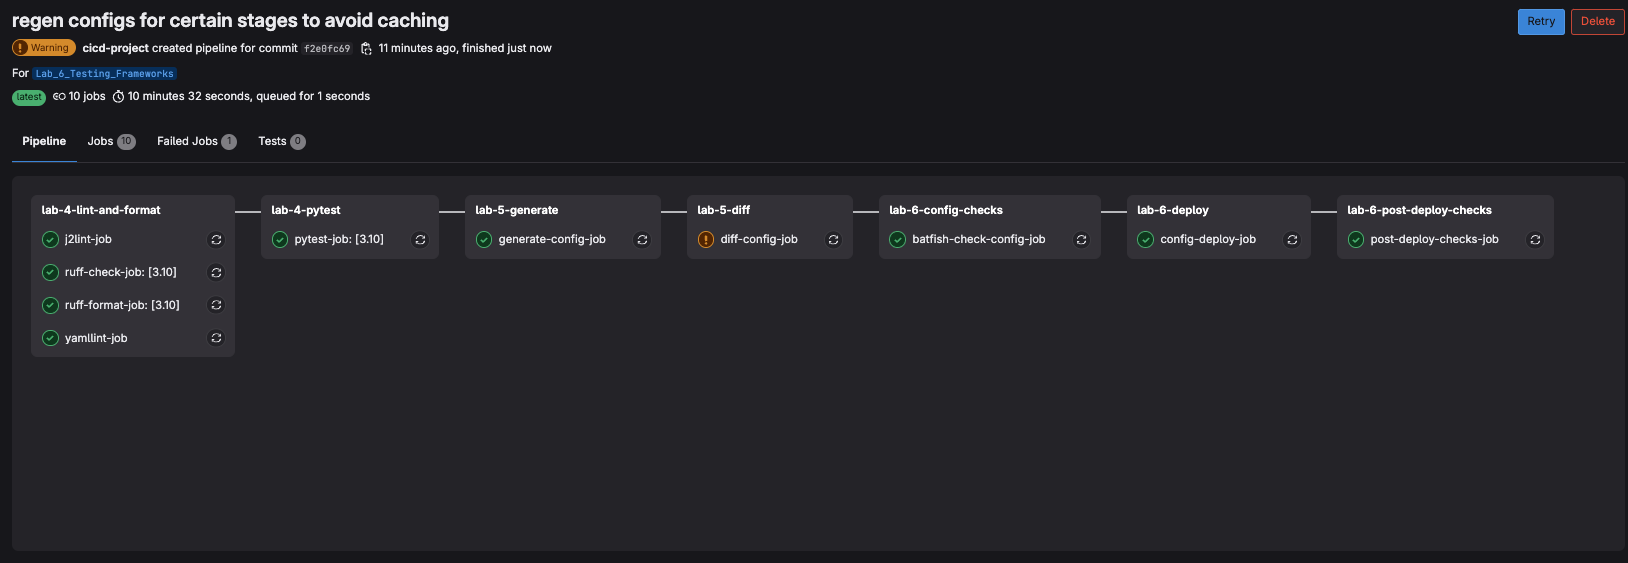 regen configs for certain stages to avoid caching
Retry
Delete
Warning cicd-project created pipeline for commit f2e0fc69 11 minutes ago, finished just now
For Lab_6_Testing_Frameworks
latest 10 jobs 10 minutes 32 seconds, queued for 1 seconds
Pipeline Jobs 10 Failed Jobs 1 Tests 0
lab-4-lint-and-format
j2lint-job
ruff-check-job: [3.10]
ruff-format-job: [3.10]
yamllint-job
lab-4-pytest
pytest-job: [3.10]
lab-5-generate
generate-config-job
lab-5-diff
diff-config-job
lab-6-config-checks
batfish-check-config-job
lab-6-deploy
config-deploy-job
lab-6-post-deploy-checks
post-deploy-checks-job